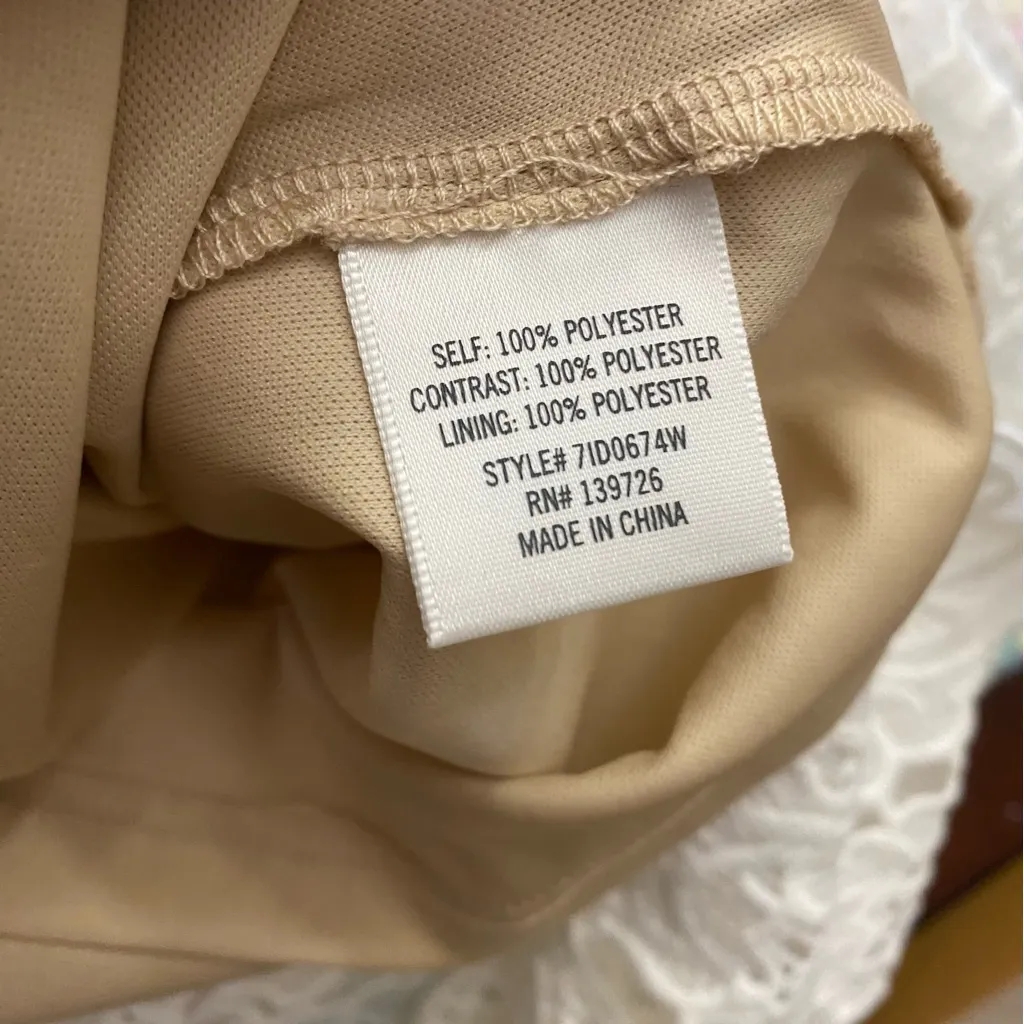 SELF: 100% POLYESTER
CONTRAST: 100% POLYESTER
LINING: 100% POLYESTER
STYLE# 7ID0674W
RN# 139726
MADE IN CHINA